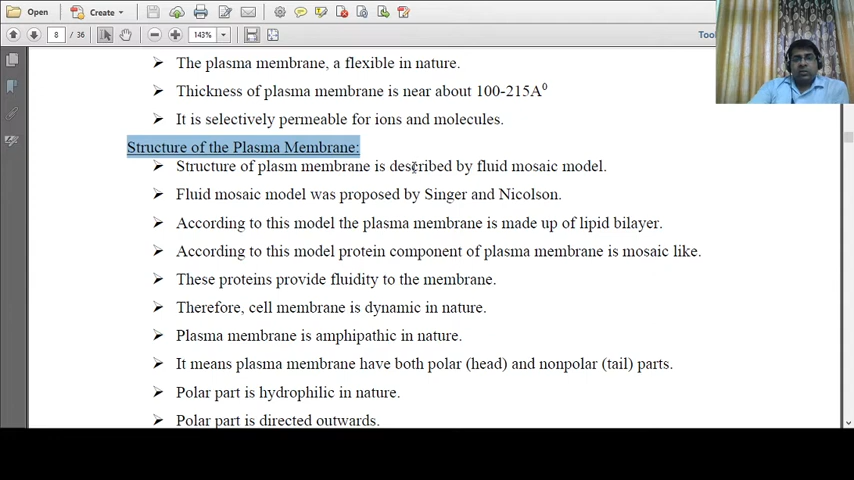 Open
Create
8 / 36
143%
Tool
The plasma membrane, a flexible in nature.
Thickness of plasma membrane is near about 100-215A⁰
It is selectively permeable for ions and molecules.
Structure of the Plasma Membrane:
Structure of plasm membrane is described by fluid mosaic model.
Fluid mosaic model was proposed by Singer and Nicolson.
According to this model the plasma membrane is made up of lipid bilayer.
According to this model protein component of plasma membrane is mosaic like.
These proteins provide fluidity to the membrane.
Therefore, cell membrane is dynamic in nature.
Plasma membrane is amphipathic in nature.
It means plasma membrane have both polar (head) and nonpolar (tail) parts.
Polar part is hydrophilic in nature.
Polar part is directed outwards.